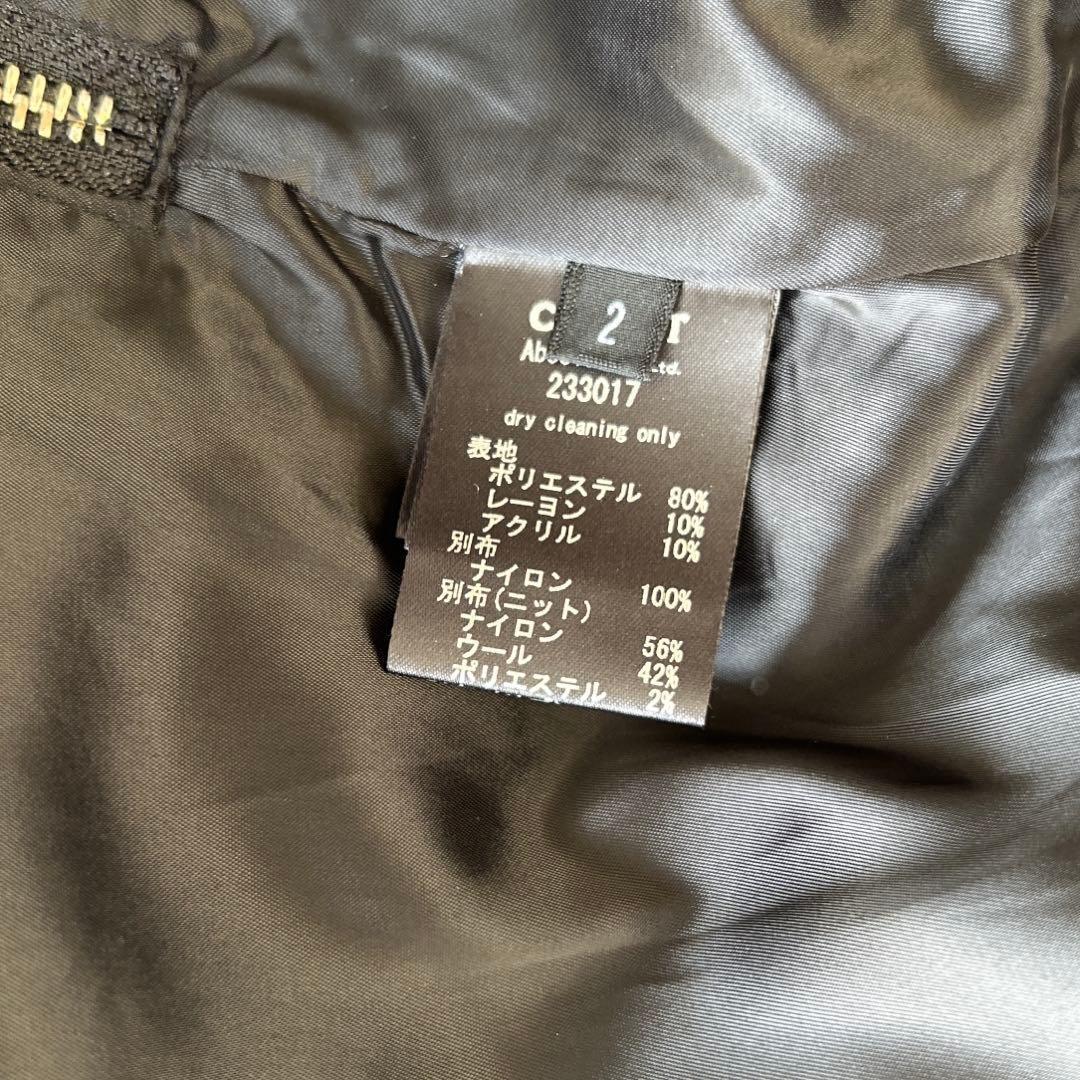 2
233017
dry cleaning only
表地
ポリエステル 80%
レーヨン 10%
アクリル 10%
別布
ナイロン 100%
別布(ニット)
ナイロン 56%
ウール 42%
ポリエステル 2%